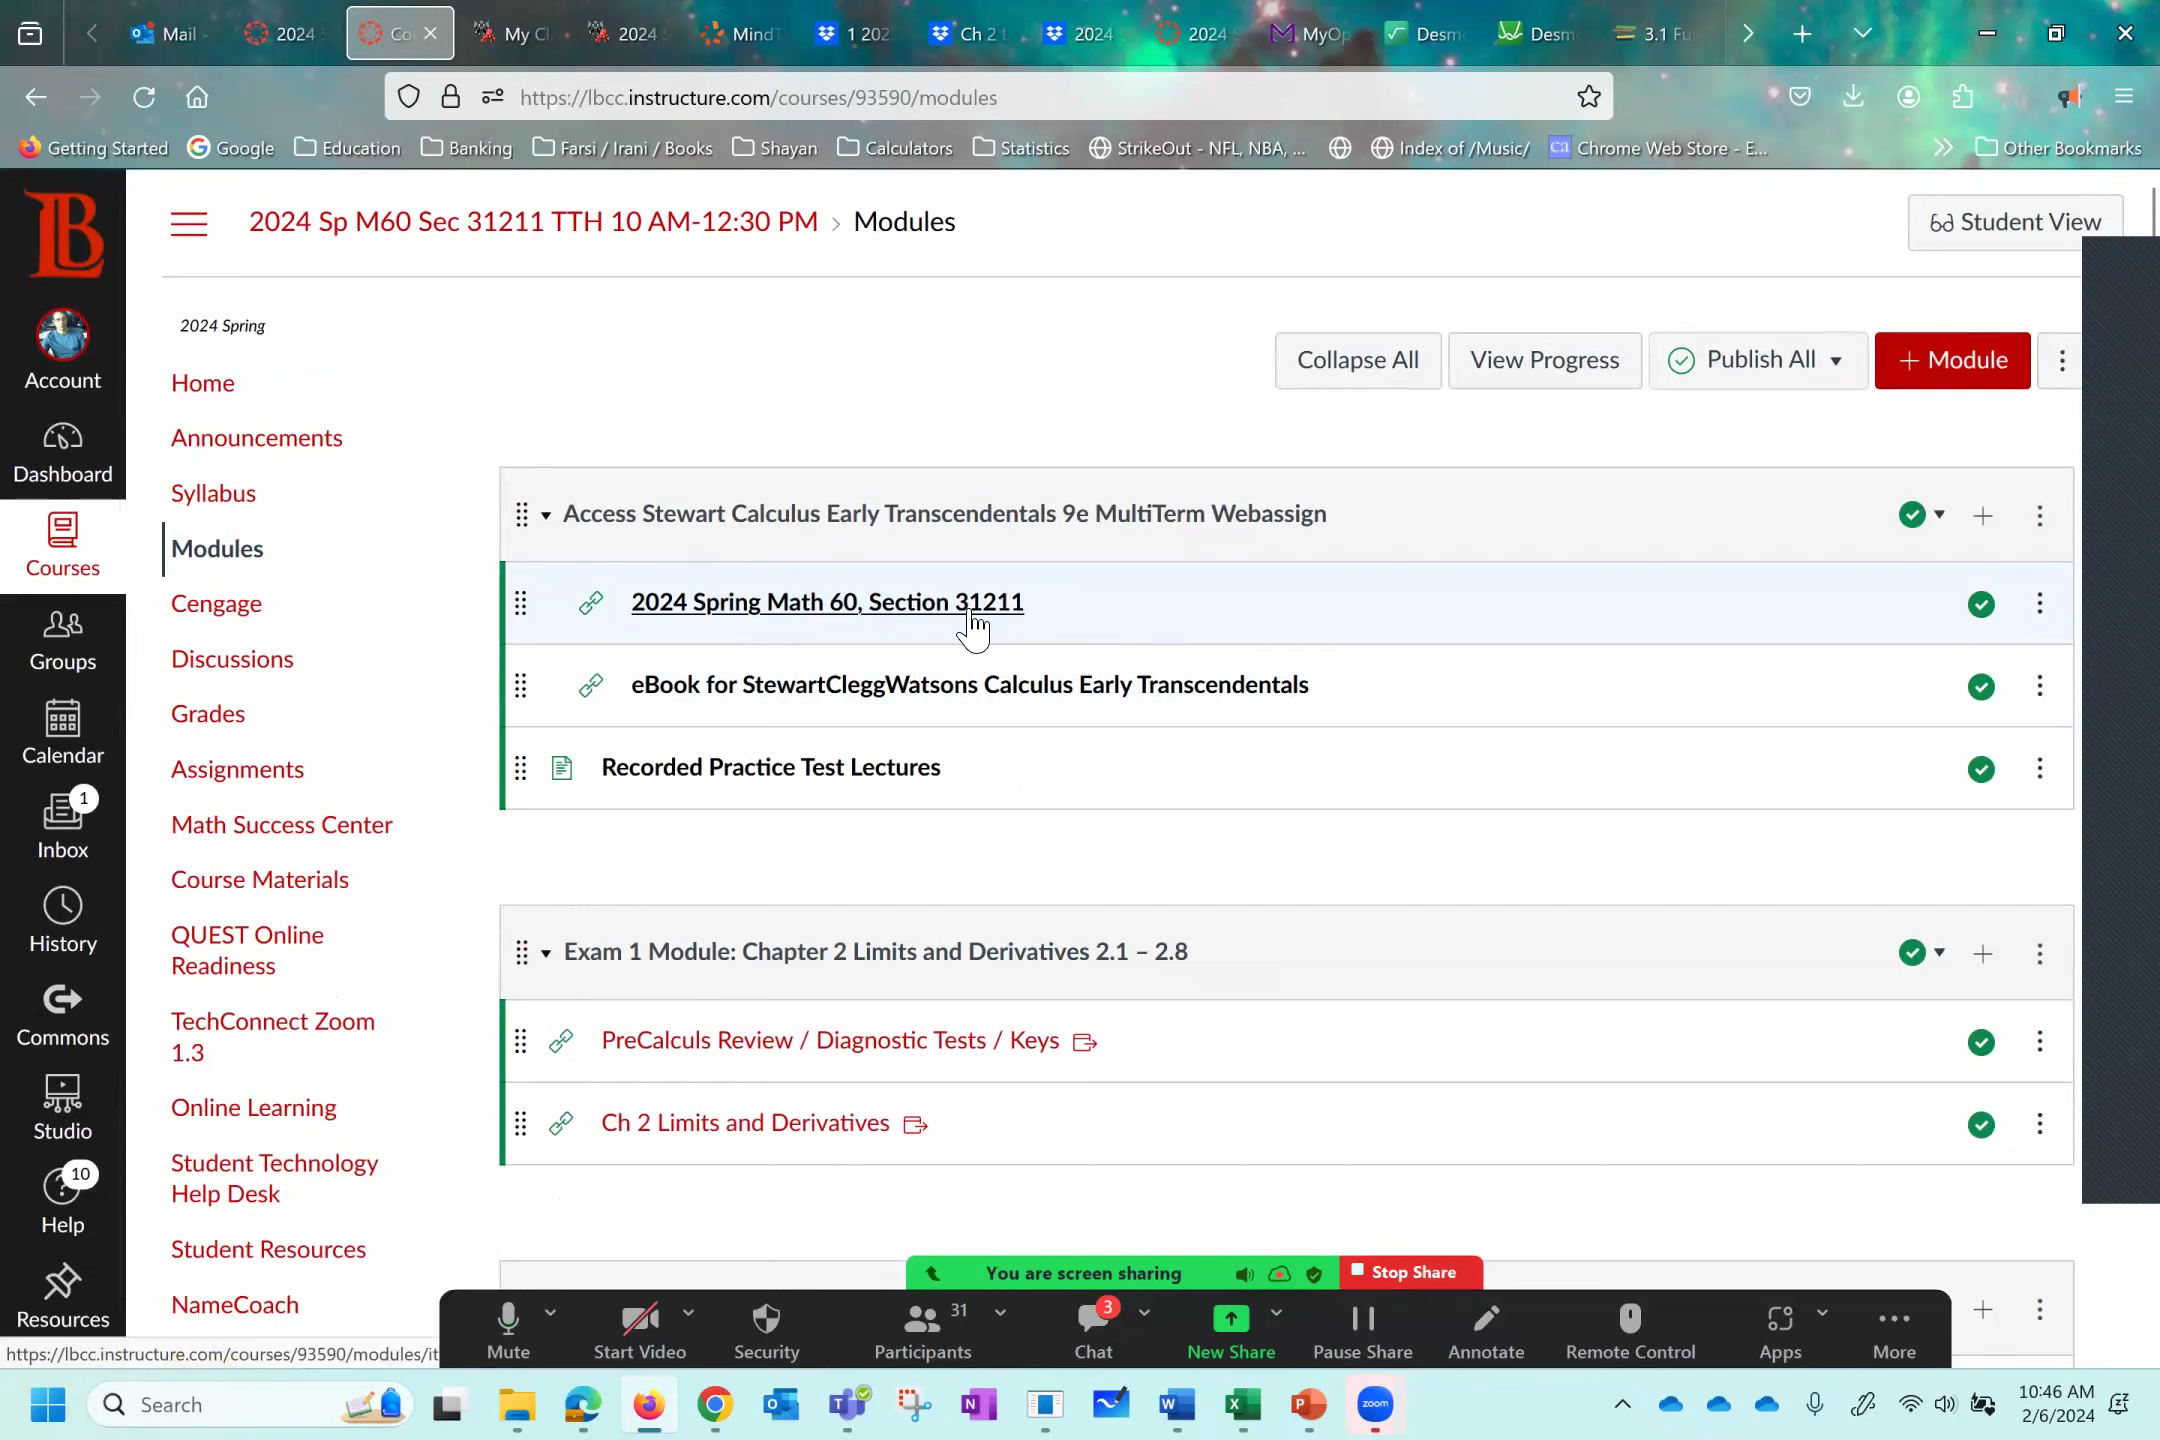 Mail
2024
Co
My Cl
2024
Mind
1 202
Ch 2
2024
2024
MyOp
Desm
Desm
3.1 Fu
https://lbcc.instructure.com/courses/93590/modules
Getting Started
Google
Education
Banking
Farsi / Irani / Books
Shayan
Calculators
Statistics
StrikeOut - NFL, NBA, ...
Index of /Music/
Chrome Web Store - E...
Other Bookmarks
2024 Sp M60 Sec 31211 TTH 10 AM-12:30 PM › Modules
Student View
Account
Dashboard
Courses
Groups
Calendar
1
Inbox
History
Commons
Studio
10
Help
Resources
2024 Spring
Home
Announcements
Syllabus
Modules
Cengage
Discussions
Grades
Assignments
Math Success Center
Course Materials
QUEST Online
Readiness
TechConnect Zoom
1.3
Online Learning
Student Technology
Help Desk
Student Resources
NameCoach
Collapse All
View Progress
Publish All
+ Module
Access Stewart Calculus Early Transcendentals 9e MultiTerm Webassign
2024 Spring Math 60, Section 31211
eBook for StewartCleggWatsons Calculus Early Transcendentals
Recorded Practice Test Lectures
Exam 1 Module: Chapter 2 Limits and Derivatives 2.1 – 2.8
PreCalculs Review / Diagnostic Tests / Keys
Ch 2 Limits and Derivatives
You are screen sharing
Stop Share
Mute
Start Video
Security
Participants
31
Chat
3
New Share
Pause Share
Annotate
Remote Control
Apps
More
https://lbcc.instructure.com/courses/93590/modules/it
Search
zoom
10:46 AM
2/6/2024